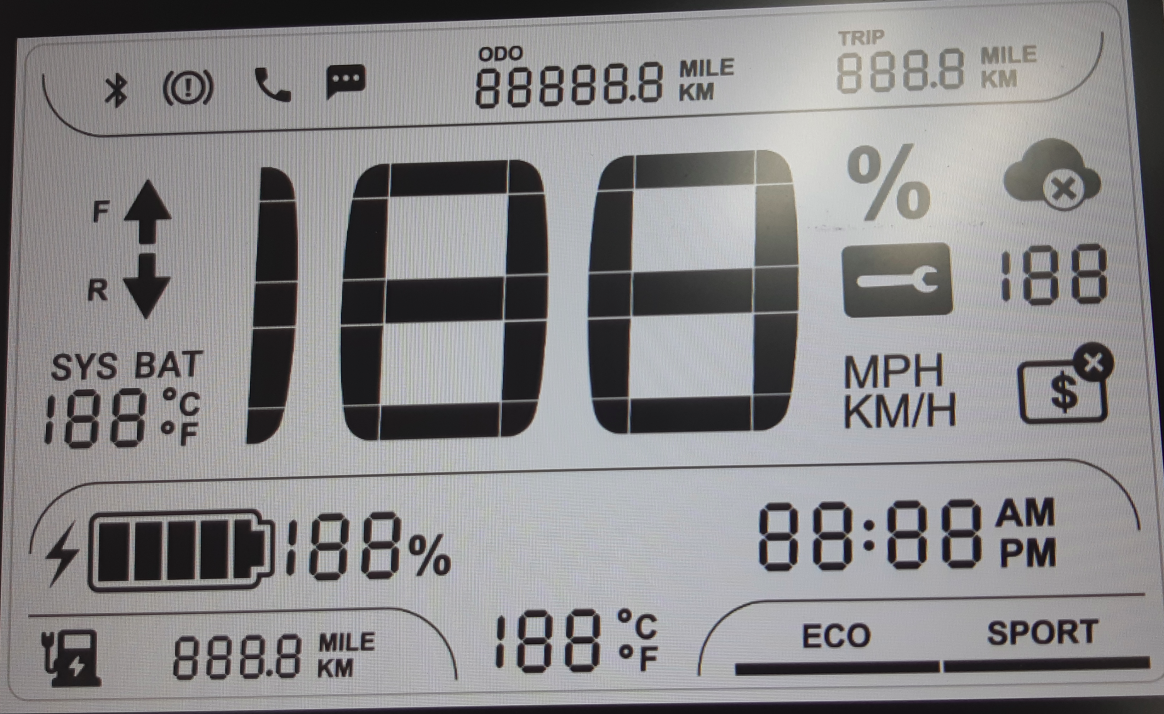 ODO
88888.8 MILE
KM
TRIP
888.8 MILE
KM
F
R
188
%
188
SYS BAT
188 °C
°F
MPH
KM/H
$
188%
88:88 AM
PM
888.8 MILE
KM
188 °C
°F
ECO SPORT